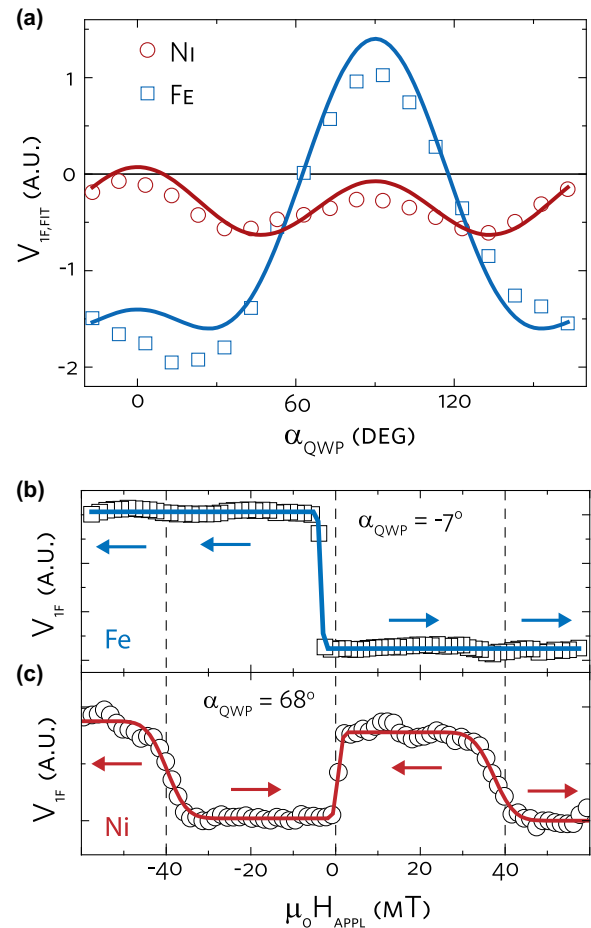 (a)
Ni
Fe
1
0
-1
-2
V1F,FIT (A.U.)
0
60
120
αQWP (DEG)
(b)
αQWP = -7°
V1F (A.U.)
Fe
(c)
αQWP = 68°
V1F (A.U.)
Ni
-40
-20
0
20
40
μ0HAPPL (MT)